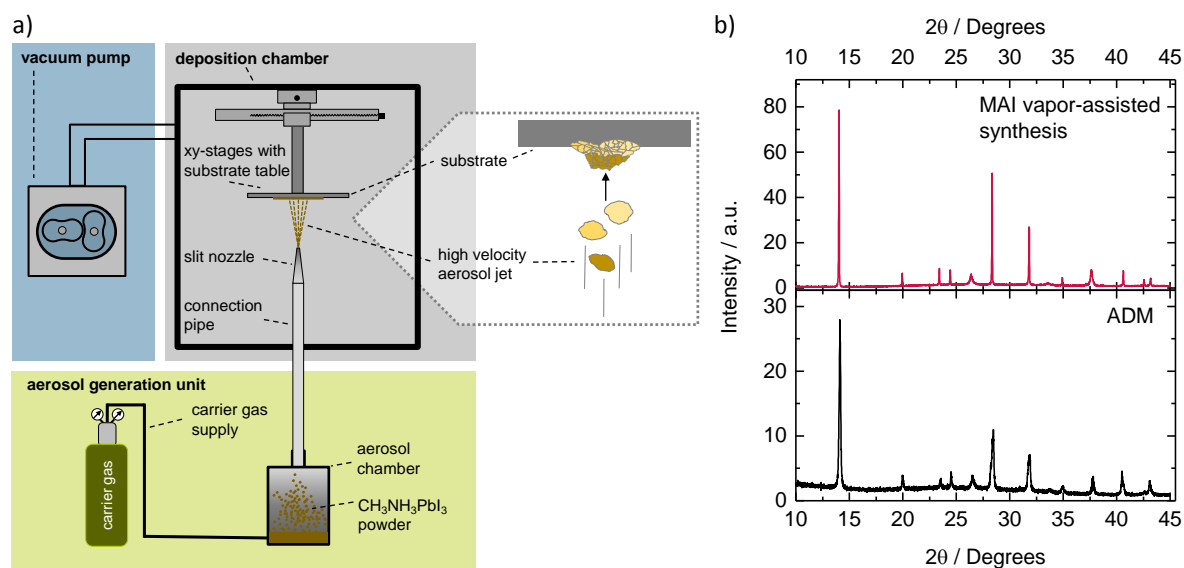 a)
vacuum pump
deposition chamber
xy-stages with
substrate table
substrate
slit nozzle
high velocity
aerosol jet
connection
pipe
aerosol generation unit
carrier gas
supply
carrier gas
aerosol
chamber
CH₃NH₃PbI₃
powder
b)
2θ / Degrees
10 15 20 25 30 35 40 45
80
60
40
20
0
MAI vapor-assisted
synthesis
Intensity / a.u.
30
20
10
0
ADM
10 15 20 25 30 35 40 45
2θ / Degrees